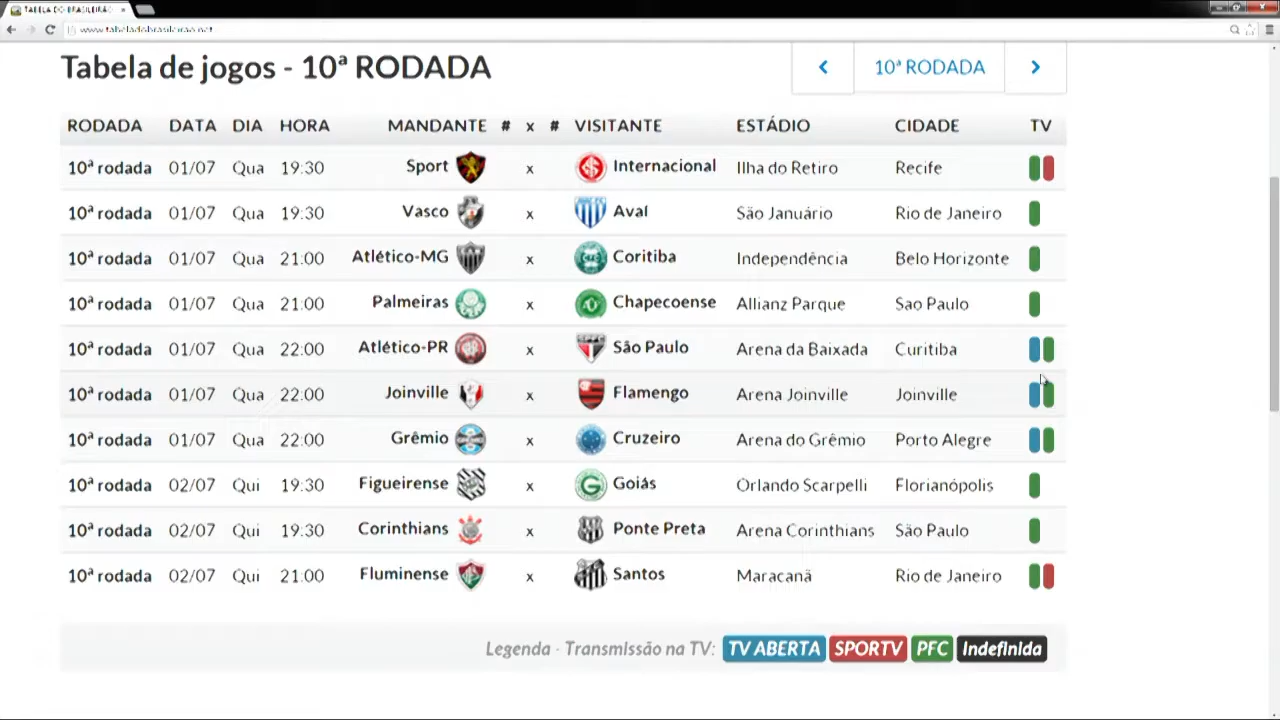 TABELA DO BRASILEIRÃO
www.tabeladobrasileirao.net
Tabela de jogos - 10ª RODADA
10ª RODADA
RODADA DATA DIA HORA MANDANTE # x # VISITANTE ESTÁDIO CIDADE TV
10ª rodada 01/07 Qua 19:30 Sport x Internacional Ilha do Retiro Recife
10ª rodada 01/07 Qua 19:30 Vasco x Avaí São Januário Rio de Janeiro
10ª rodada 01/07 Qua 21:00 Atlético-MG x Coritiba Independência Belo Horizonte
10ª rodada 01/07 Qua 21:00 Palmeiras x Chapecoense Allianz Parque Sao Paulo
10ª rodada 01/07 Qua 22:00 Atlético-PR x São Paulo Arena da Baixada Curitiba
10ª rodada 01/07 Qua 22:00 Joinville x Flamengo Arena Joinville Joinville
10ª rodada 01/07 Qua 22:00 Grêmio x Cruzeiro Arena do Grêmio Porto Alegre
10ª rodada 02/07 Qui 19:30 Figueirense x Goiás Orlando Scarpelli Florianópolis
10ª rodada 02/07 Qui 19:30 Corinthians x Ponte Preta Arena Corinthians São Paulo
10ª rodada 02/07 Qui 21:00 Fluminense x Santos Maracanã Rio de Janeiro
Legenda - Transmissão na TV: TV ABERTA SPORTV PFC Indefinida